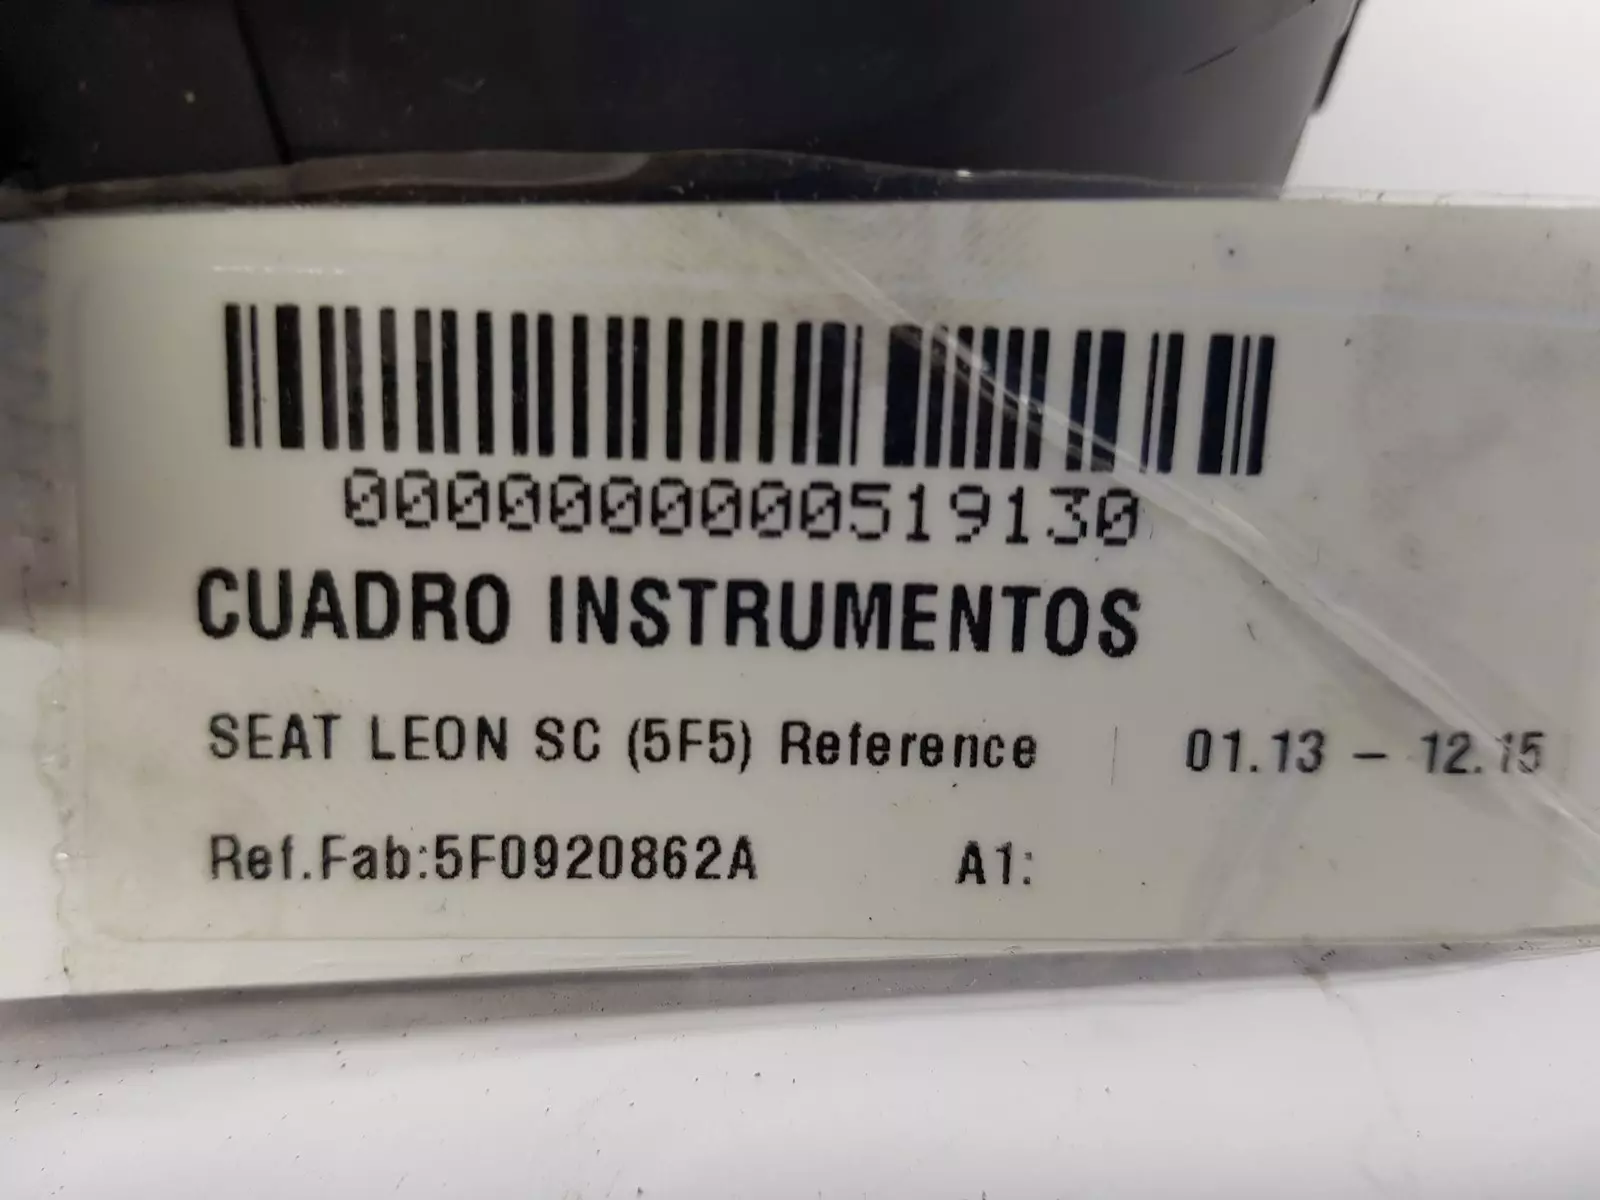 0000000000519130
CUADRO INSTRUMENTOS
SEAT LEON SC (5F5) Reference | 01.13 - 12.15
Ref.Fab:5F0920862A A1: